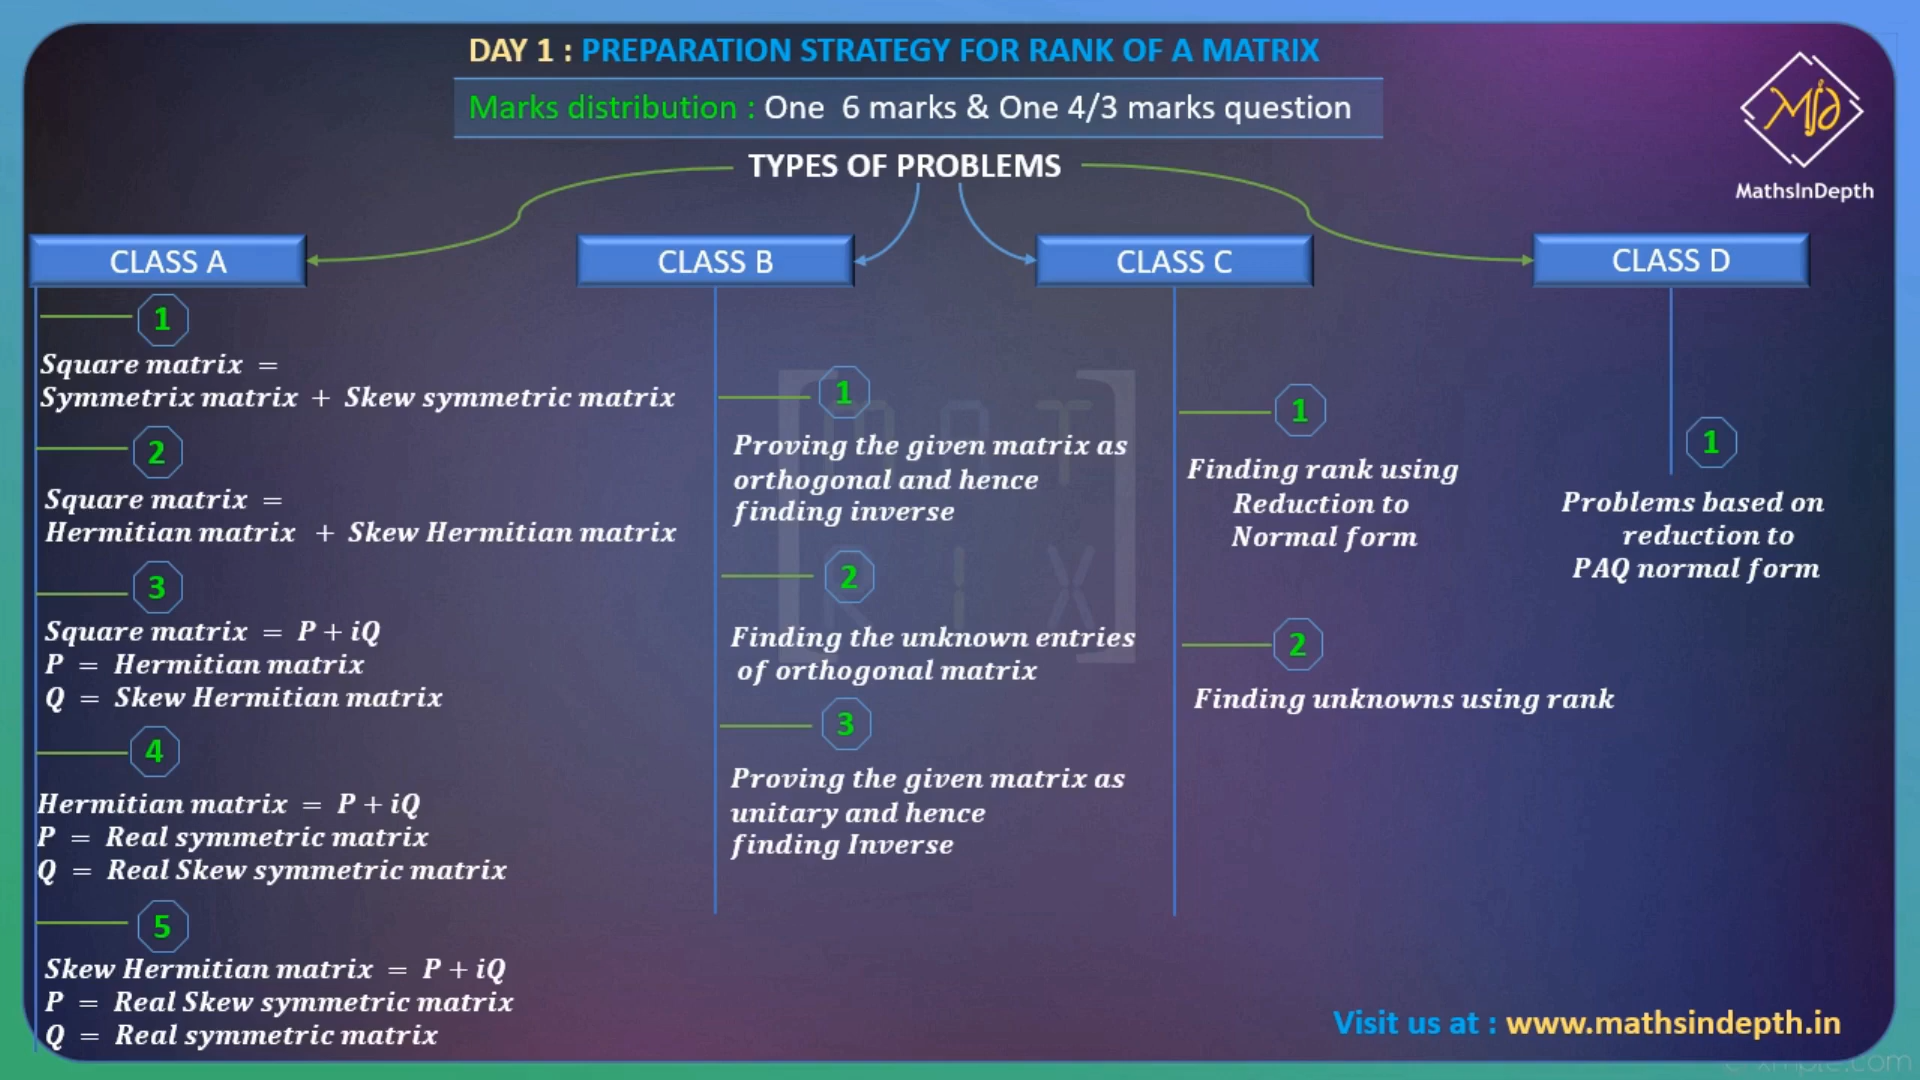 DAY 1 : PREPARATION STRATEGY FOR RANK OF A MATRIX
Marks distribution : One 6 marks & One 4/3 marks question
MathsInDepth
TYPES OF PROBLEMS
CLASS A
1
Square matrix =
Symmetrix matrix + Skew symmetric matrix
2
Square matrix =
Hermitian matrix + Skew Hermitian matrix
3
Square matrix = P + iQ
P = Hermitian matrix
Q = Skew Hermitian matrix
4
Hermitian matrix = P + iQ
P = Real symmetric matrix
Q = Real Skew symmetric matrix
5
Skew Hermitian matrix = P + iQ
P = Real Skew symmetric matrix
Q = Real symmetric matrix
CLASS B
1
Proving the given matrix as
orthogonal and hence
finding inverse
2
Finding the unknown entries
of orthogonal matrix
3
Proving the given matrix as
unitary and hence
finding Inverse
CLASS C
1
Finding rank using
Reduction to
Normal form
2
Finding unknowns using rank
CLASS D
1
Problems based on
reduction to
PAQ normal form
Visit us at : www.mathsindepth.in